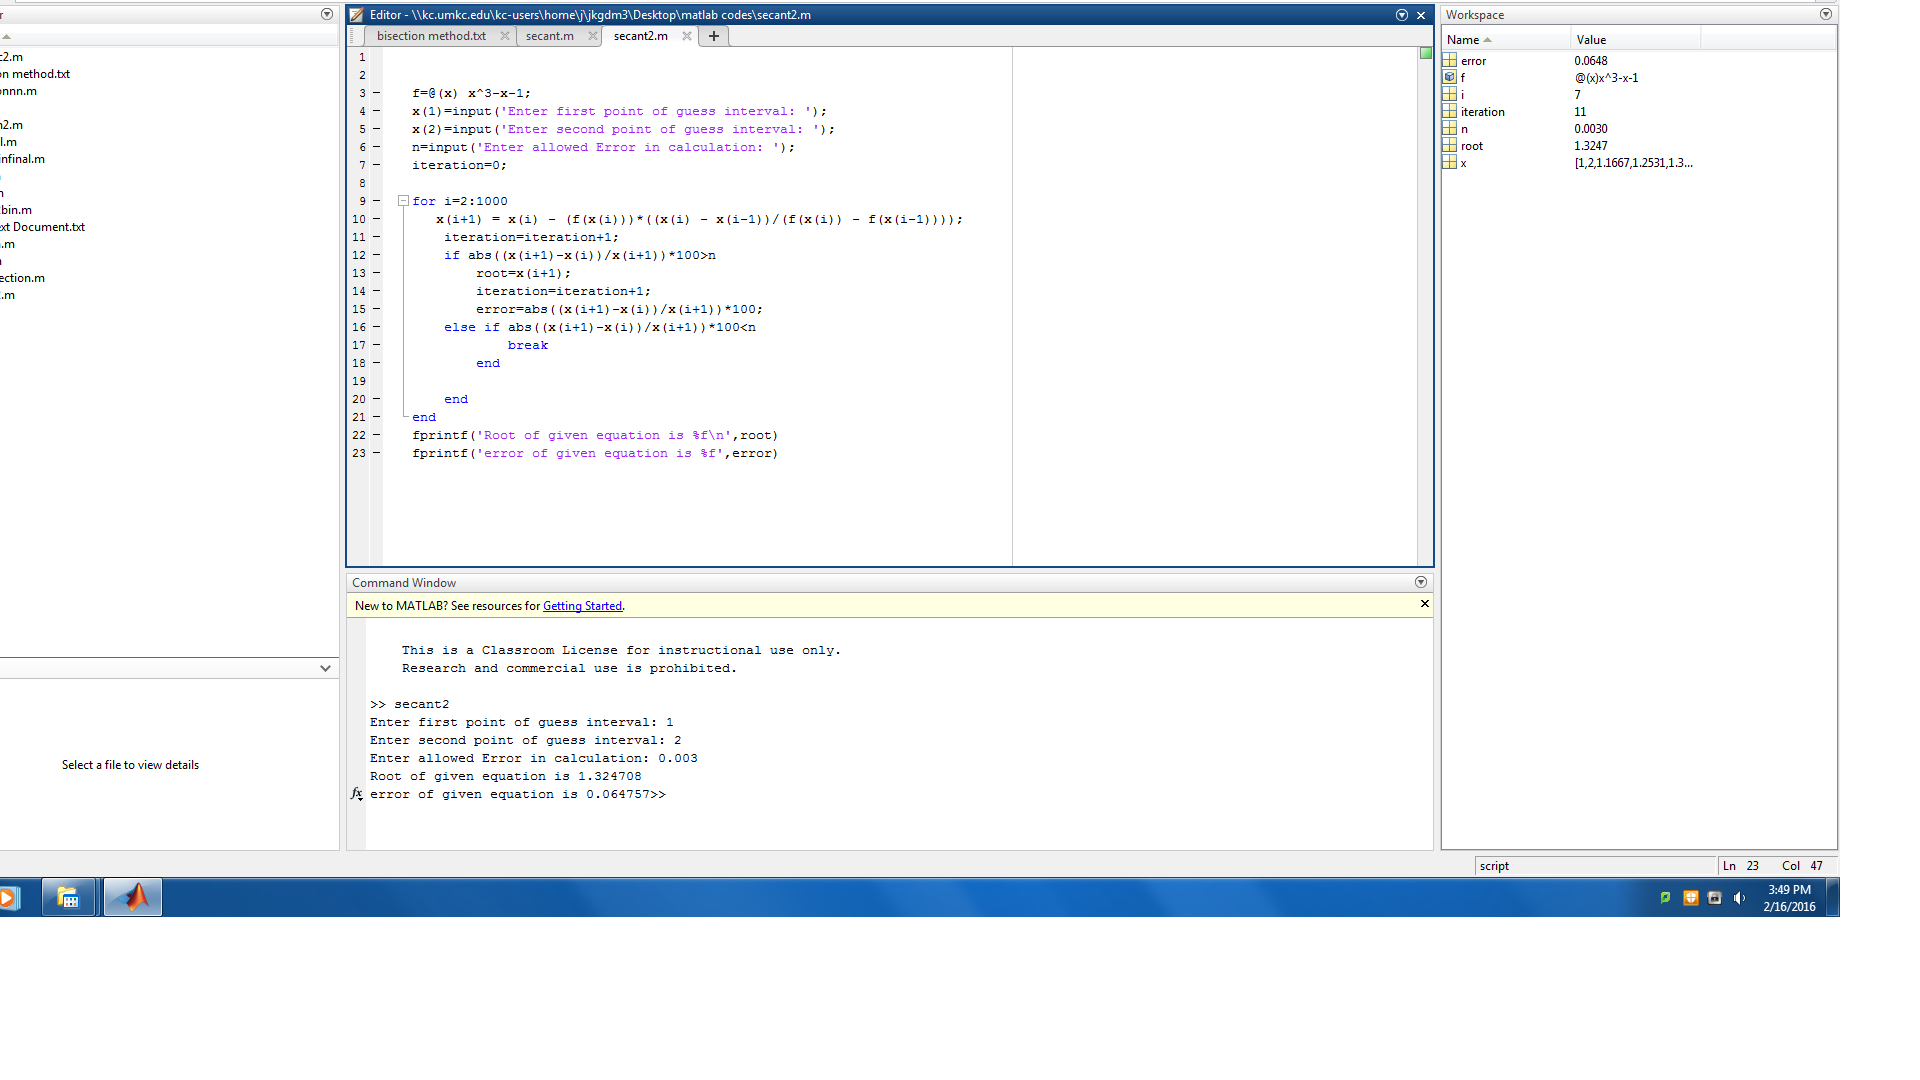 r
2.m
n method.txt
nnn.m
2.m
l.m
infinal.m
bin.m
xt Document.txt
.m
ection.m
.m
Select a file to view details
Editor - \\kc.umkc.edu\kc-users\home\j\jkgdm3\Desktop\matlab codes\secant2.m
bisection method.txt secant.m secant2.m +
1
2
3 - f=@(x) x^3-x-1;
4 - x(1)=input('Enter first point of guess interval: ');
5 - x(2)=input('Enter second point of guess interval: ');
6 - n=input('Enter allowed Error in calculation: ');
7 - iteration=0;
8
9 - for i=2:1000
10 - x(i+1) = x(i) - (f(x(i)))*((x(i) - x(i-1))/(f(x(i)) - f(x(i-1))));
11 - iteration=iteration+1;
12 - if abs((x(i+1)-x(i))/x(i+1))*100>n
13 - root=x(i+1);
14 - iteration=iteration+1;
15 - error=abs((x(i+1)-x(i))/x(i+1))*100;
16 - else if abs((x(i+1)-x(i))/x(i+1))*100<n
17 - break
18 - end
19
20 - end
21 - end
22 - fprintf('Root of given equation is %f\n',root)
23 - fprintf('error of given equation is %f',error)
Command Window
New to MATLAB? See resources for Getting Started.
This is a Classroom License for instructional use only.
Research and commercial use is prohibited.
>> secant2
Enter first point of guess interval: 1
Enter second point of guess interval: 2
Enter allowed Error in calculation: 0.003
Root of given equation is 1.324708
fx error of given equation is 0.064757>>
Workspace
Name Value
error 0.0648
f @(x)x^3-x-1
i 7
iteration 11
n 0.0030
root 1.3247
x [1,2,1.1667,1.2531,1.3...
script Ln 23 Col 47
3:49 PM
2/16/2016